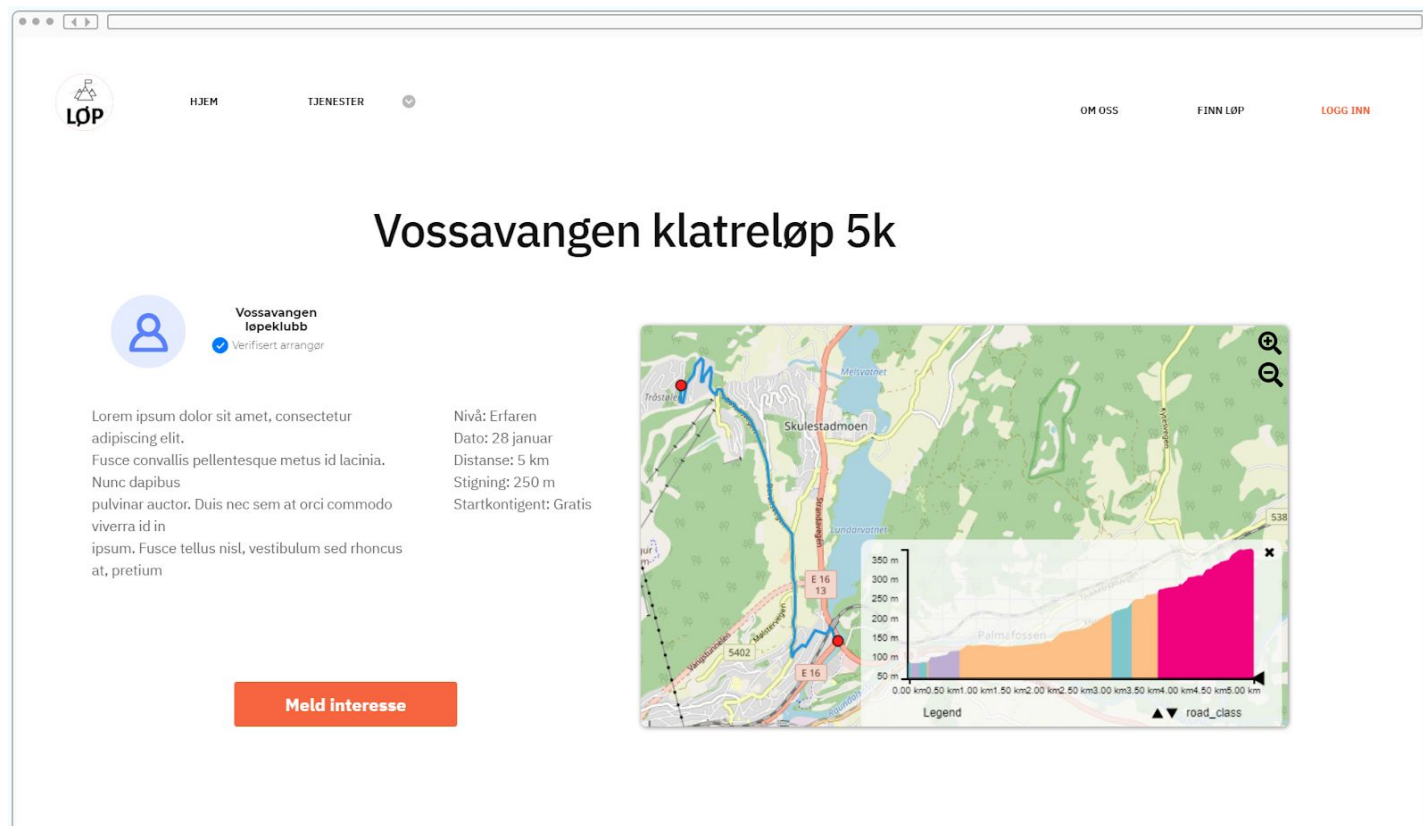 LØP
HJEM
TJENESTER
OM OSS
FINN LØP
LOGG INN
Vossavangen klatreløp 5k
Vossavangen
løpeklubb
Verifisert arrangør
Lorem ipsum dolor sit amet, consectetur
adipiscing elit.
Fusce convallis pellentesque metus id lacinia.
Nunc dapibus
pulvinar auctor. Duis nec sem at orci commodo
viverra id in
ipsum. Fusce tellus nisl, vestibulum sed rhoncus
at, pretium
Nivå: Erfaren
Dato: 28 januar
Distanse: 5 km
Stigning: 250 m
Startkontigent: Gratis
Meld interesse
Melsvatnet
Skulestadmoen
Strandavegen
Lundarvatnet
538
E 16
13
5402
E 16
Palmafossen
350 m
300 m
250 m
200 m
150 m
100 m
50 m
0.00 km0.50 km1.00 km1.50 km2.00 km2.50 km3.00 km3.50 km4.00 km4.50 km5.00 km
Legend
▲ ▼ road_class